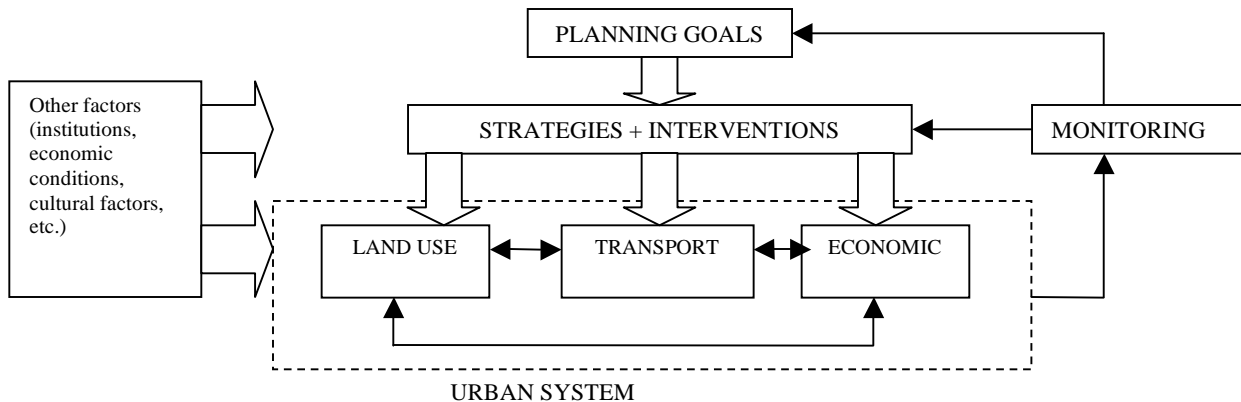 PLANNING GOALS
Other factors
(institutions,
economic
conditions,
cultural factors,
etc.)
STRATEGIES + INTERVENTIONS
MONITORING
LAND USE
TRANSPORT
ECONOMIC
URBAN SYSTEM